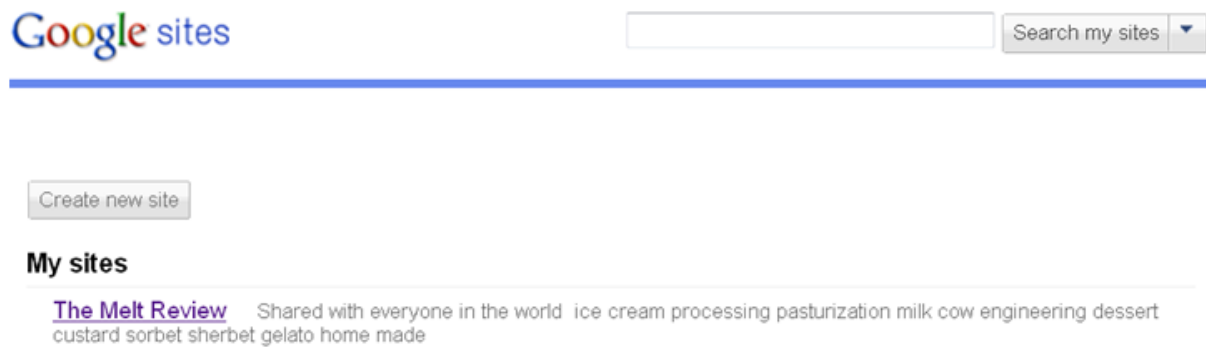 Google sites
Search my sites
Create new site
My sites
The Melt Review Shared with everyone in the world ice cream processing pasturization milk cow engineering dessert
custard sorbet sherbet gelato home made